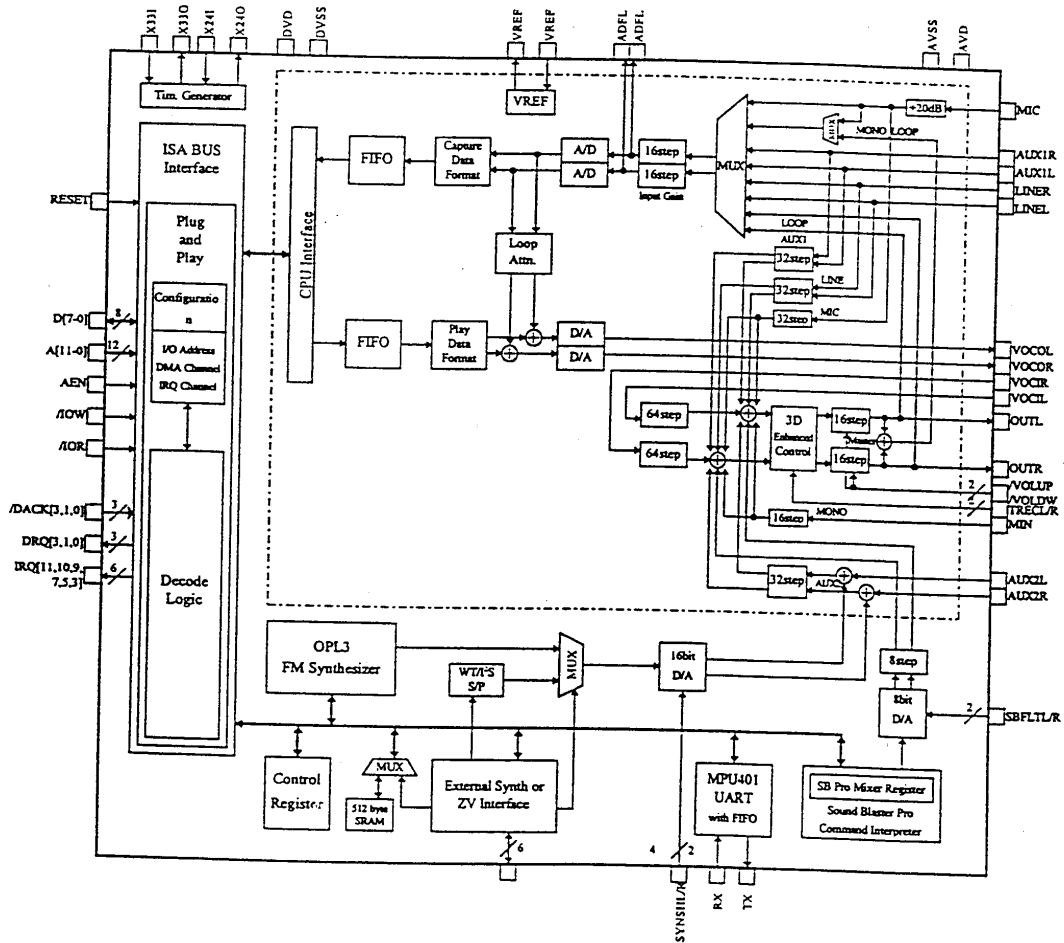 X33I
X33O
X24I
X24O
DVD
DVSS
VREF
VREF
ADFL
ADFL
AVSS
AVD
Tim. Generator
VREF
+20dB
MIC
MUX
MONO LOOP
ISA BUS
Interface
FIFO
Capture
Data
Format
A/D
A/D
16step
16step
Input Gain
MUX
AUX1R
AUX1L
LINER
LINEL
RESET
Plug
and
Play
CPU Interface
Loop
Attn.
LOOP
AUX1
32step
LINE
32step
MIC
32step
Configuratio
n
D[7-0]
8
I/O Address
DMA Channel
IRQ Channel
A[11-0]
12
FIFO
Play
Data
Format
D/A
D/A
VOCOL
VOCOR
VOCIR
VOCIL
AEN
/IOW
/IOR
64step
64step
3D
Enhanced
Control
16step
Master
16step
OUTL
OUTR
2
/VOLUP
/VOLDW
TRECL/R
MONO
16step
MIN
/DACK[3,1,0]
3
DRQ[3,1,0]
3
IRQ[11,10,9,
7,5,3]
6
Decode
Logic
32step
AUX2L
AUX2R
OPL3
FM Synthesizer
WT/I²S
S/P
MUX
16bit
D/A
8step
8bit
D/A
2
SBFLTL/R
Control
Register
MUX
512 byte
SRAM
External Synth or
ZV Interface
MPU401
UART
with FIFO
SB Pro Mixer Register
Sound Blaster Pro
Command Interpreter
6
4
2
RX
TX